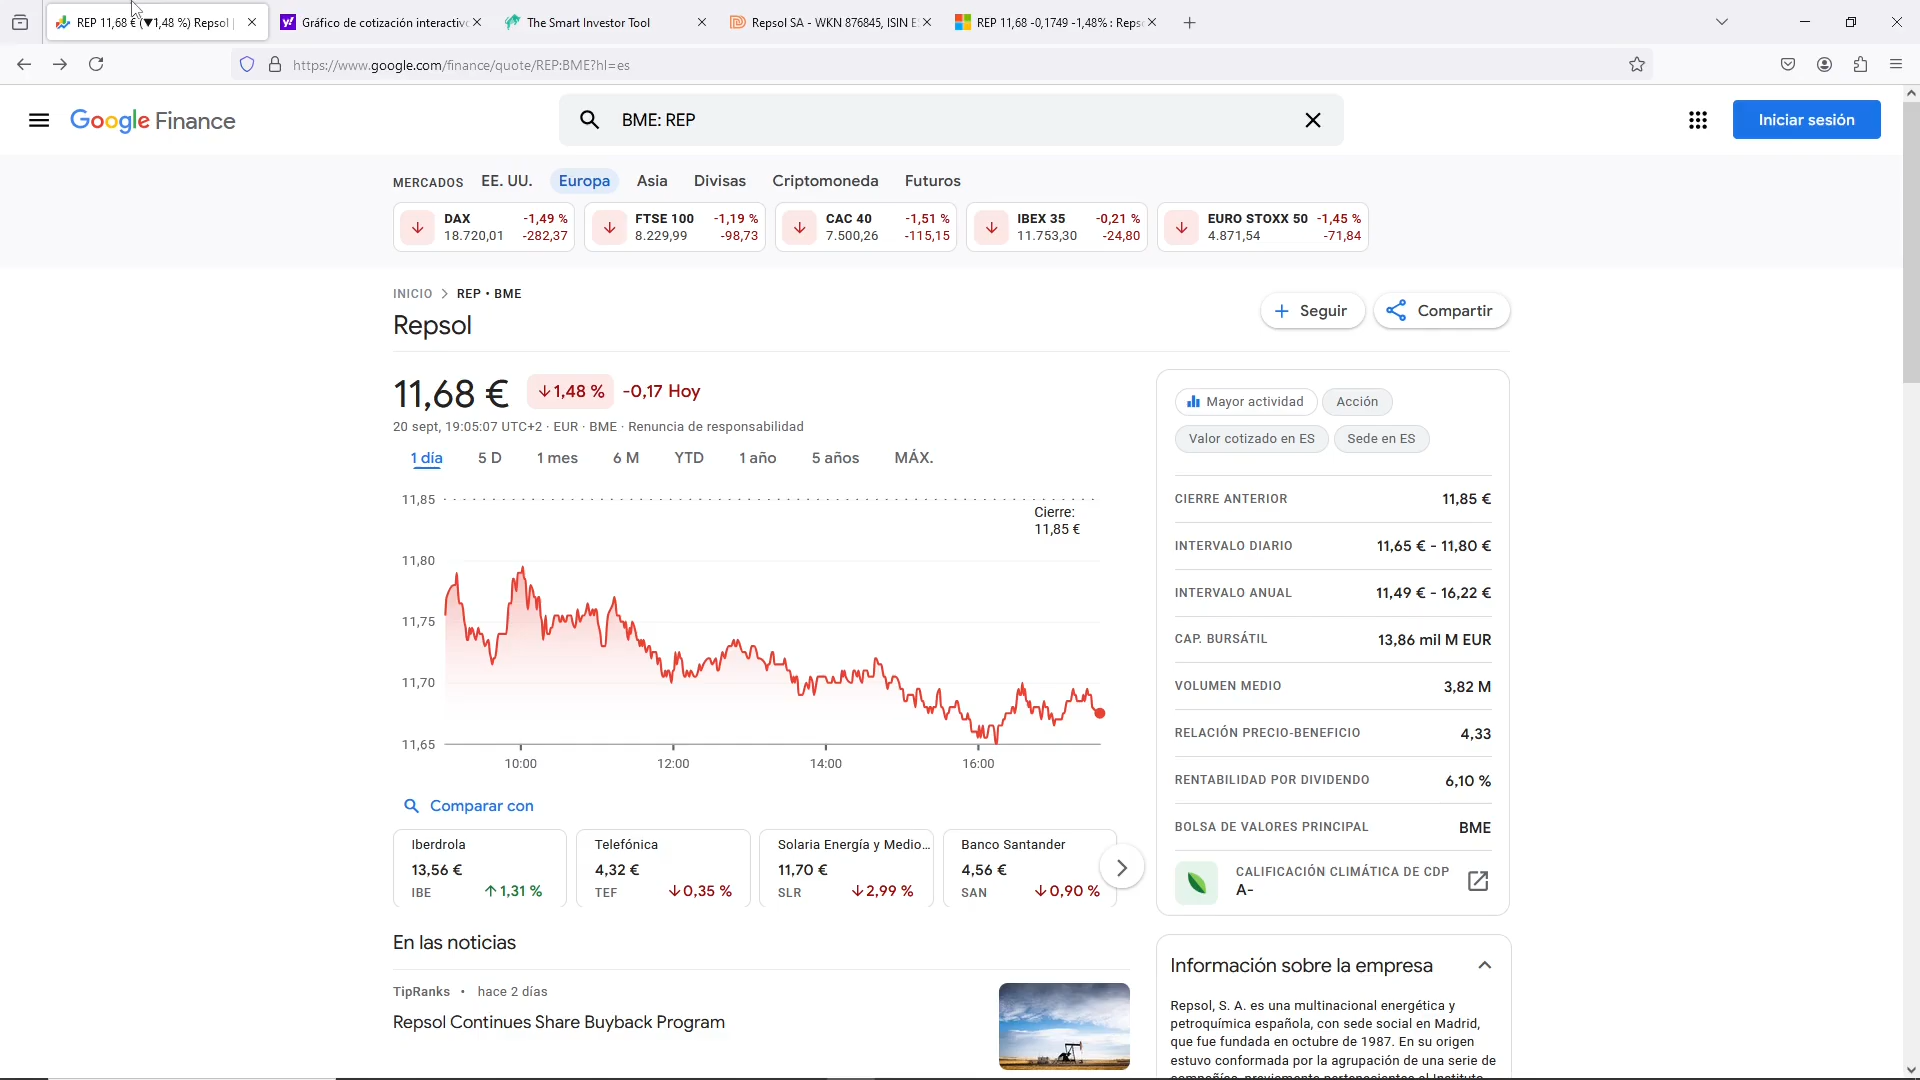 REP 11,68 € (▼1,48 %) Repsol |
Gráfico de cotización interactivo
The Smart Investor Tool
Repsol SA - WKN 876845, ISIN E
REP 11,68 -0,1749 -1,48% : Reps
https://www.google.com/finance/quote/REP:BME?hl=es
Google Finance
BME: REP
Iniciar sesión
MERCADOS EE. UU. Europa Asia Divisas Criptomoneda Futuros
DAX -1,49 %
18.720,01 -282,37
FTSE 100 -1,19 %
8.229,99 -98,73
CAC 40 -1,51 %
7.500,26 -115,15
IBEX 35 -0,21 %
11.753,30 -24,80
EURO STOXX 50 -1,45 %
4.871,54 -71,84
INICIO > REP • BME
Repsol
Seguir
Compartir
11,68 € ↓1,48 % -0,17 Hoy
20 sept, 19:05:07 UTC+2 · EUR · BME · Renuncia de responsabilidad
1 día 5 D 1 mes 6 M YTD 1 año 5 años MÁX.
11,85
Cierre:
11,85 €
11,80
11,75
11,70
11,65
10:00 12:00 14:00 16:00
Comparar con
Iberdrola
13,56 €
IBE ↑1,31 %
Telefónica
4,32 €
TEF ↓0,35 %
Solaria Energía y Medio...
11,70 €
SLR ↓2,99 %
Banco Santander
4,56 €
SAN ↓0,90 %
En las noticias
TipRanks • hace 2 días
Repsol Continues Share Buyback Program
Mayor actividad
Acción
Valor cotizado en ES
Sede en ES
CIERRE ANTERIOR 11,85 €
INTERVALO DIARIO 11,65 € - 11,80 €
INTERVALO ANUAL 11,49 € - 16,22 €
CAP. BURSÁTIL 13,86 mil M EUR
VOLUMEN MEDIO 3,82 M
RELACIÓN PRECIO-BENEFICIO 4,33
RENTABILIDAD POR DIVIDENDO 6,10 %
BOLSA DE VALORES PRINCIPAL BME
CALIFICACIÓN CLIMÁTICA DE CDP
A-
Información sobre la empresa
Repsol, S. A. es una multinacional energética y
petroquímica española, con sede social en Madrid,
que fue fundada en octubre de 1987. En su origen
estuvo conformada por la agrupación de una serie de